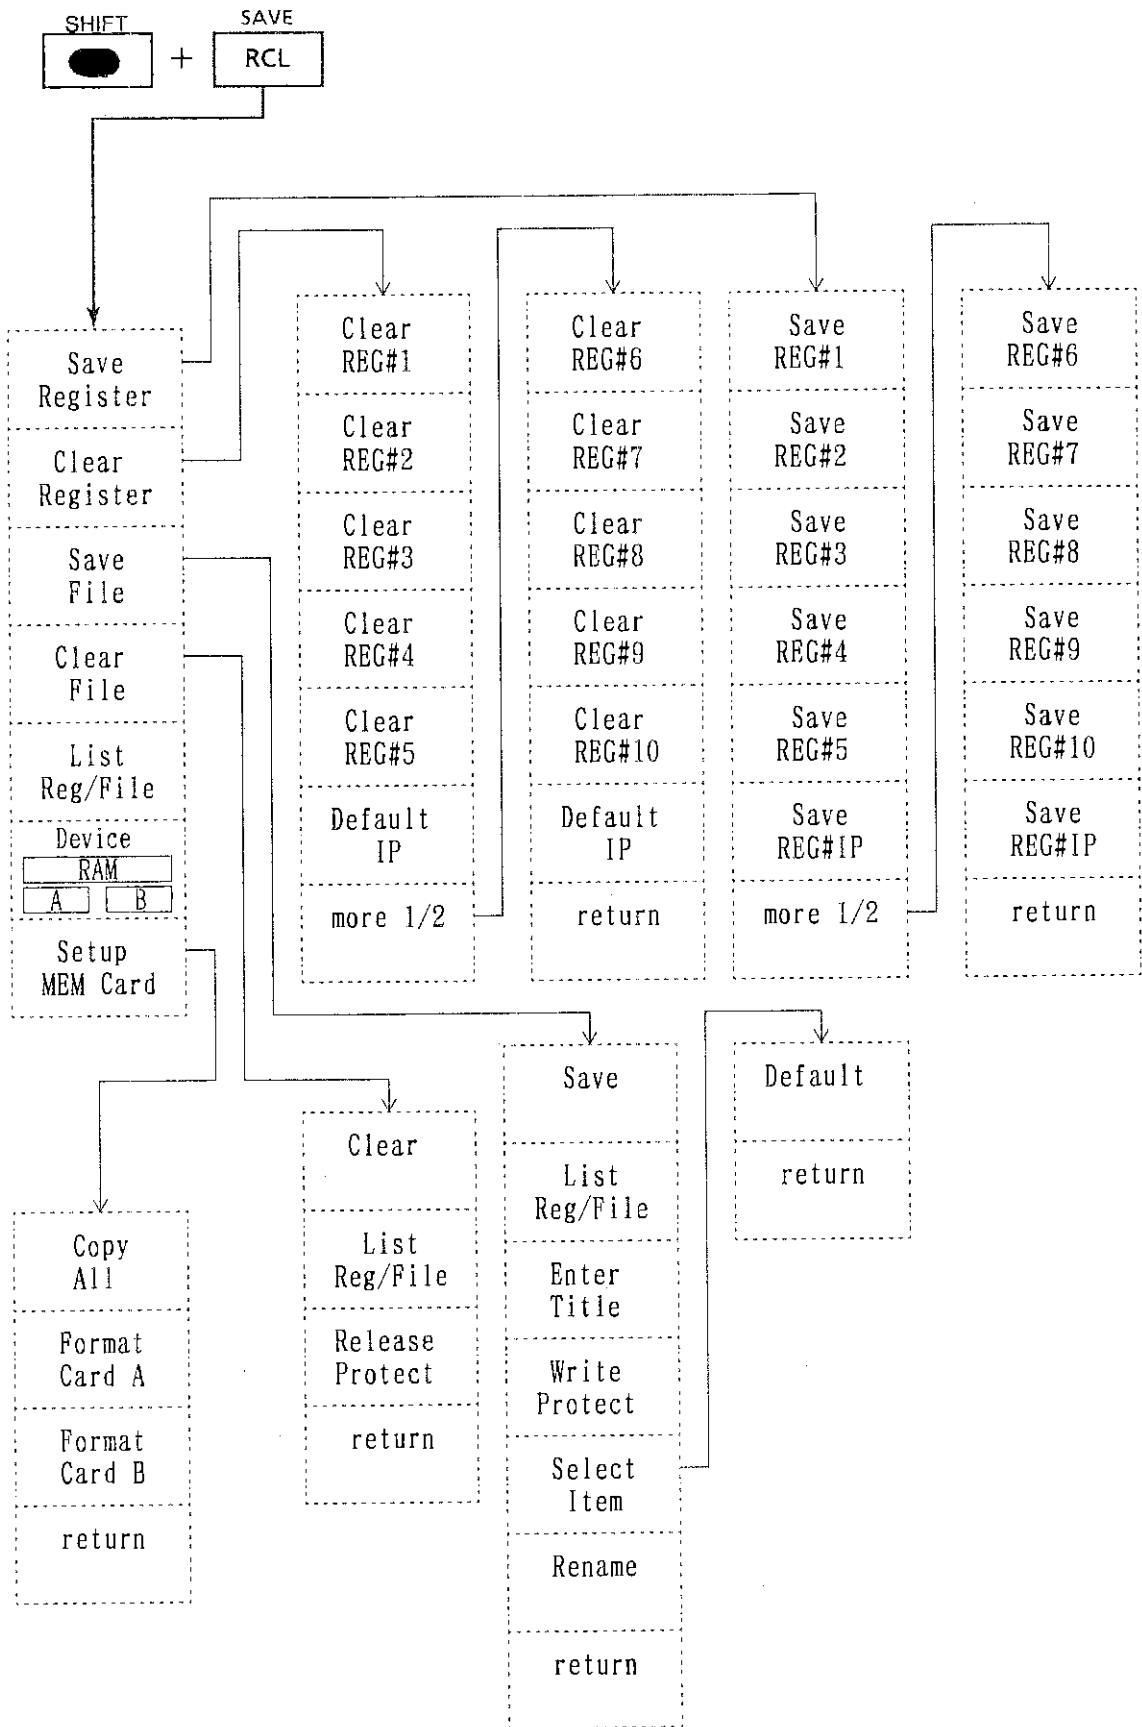 SHIFT
SAVE
+
RCL
Save
Register
Clear
Register
Save
File
Clear
File
List
Reg/File
Device
RAM
A
B
Setup
MEM Card
Clear
REG#1
Clear
REG#2
Clear
REG#3
Clear
REG#4
Clear
REG#5
Default
IP
more 1/2
Clear
REG#6
Clear
REG#7
Clear
REG#8
Clear
REG#9
Clear
REG#10
Default
IP
return
Save
REG#1
Save
REG#2
Save
REG#3
Save
REG#4
Save
REG#5
Save
REG#IP
more 1/2
Save
REG#6
Save
REG#7
Save
REG#8
Save
REG#9
Save
REG#10
Save
REG#IP
return
Copy
All
Format
Card A
Format
Card B
return
Clear
List
Reg/File
Release
Protect
return
Save
List
Reg/File
Enter
Title
Write
Protect
Select
Item
Rename
return
Default
return